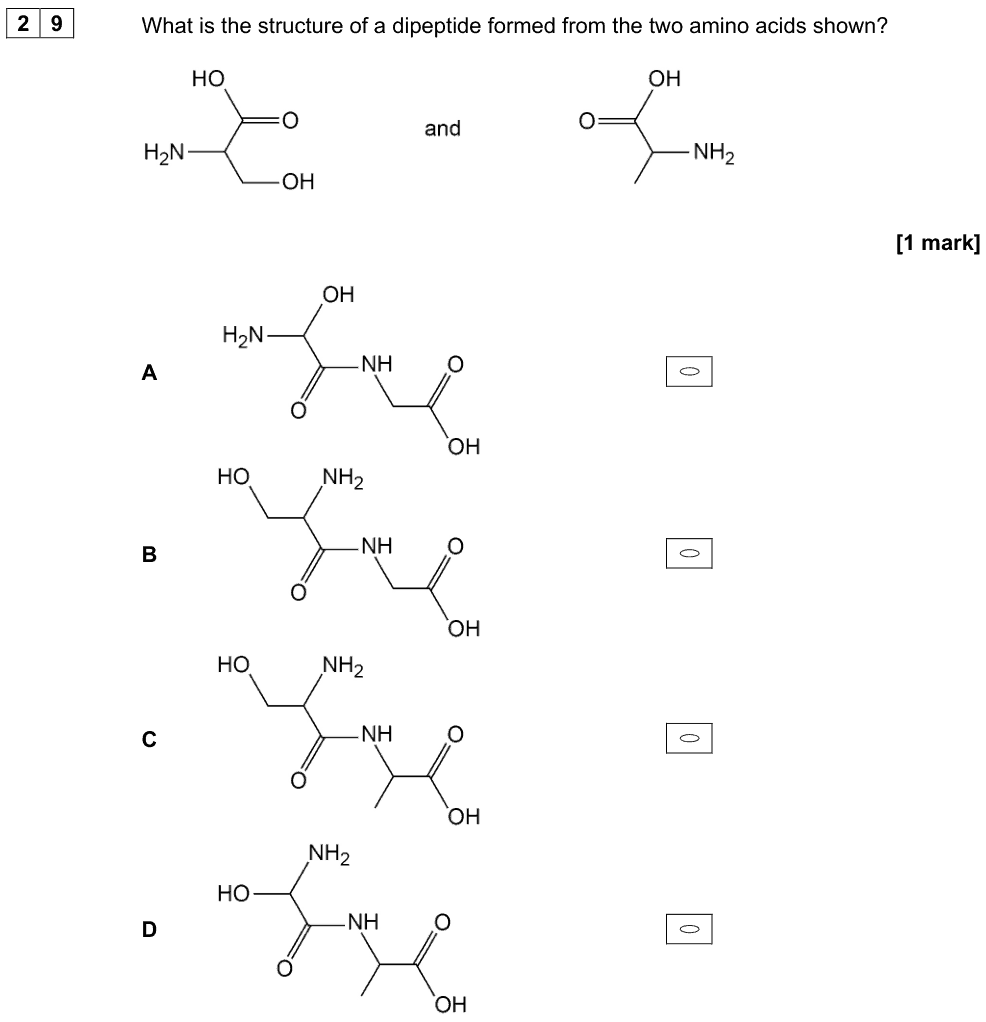 2 9 What is the structure of a dipeptide formed from the two amino acids shown?
HO OH
O and O
H₂N NH₂
OH
[1 mark]
OH
H₂N
A NH O
O
OH
HO NH₂
B NH O
O
OH
HO NH₂
C NH O
O
OH
NH₂
HO
D NH O
O
OH